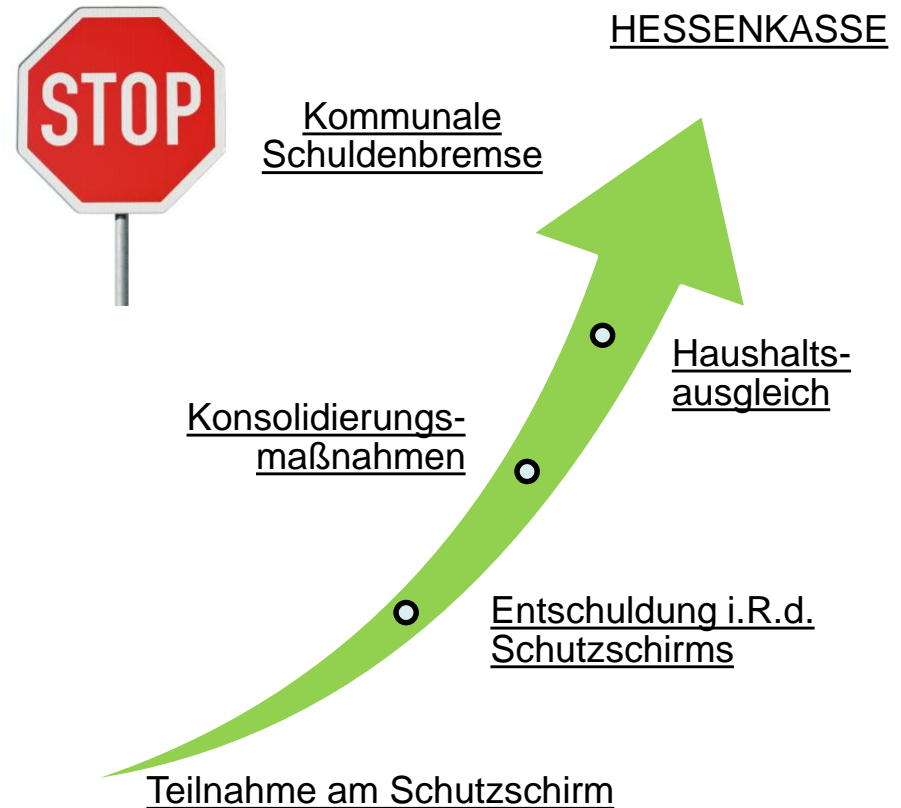 HESSENKASSE
STOP
Kommunale
Schuldenbremse
Haushalts-
ausgleich
Konsolidierungs-
maßnahmen
Entschuldung i.R.d.
Schutzschirms
Teilnahme am Schutzschirm